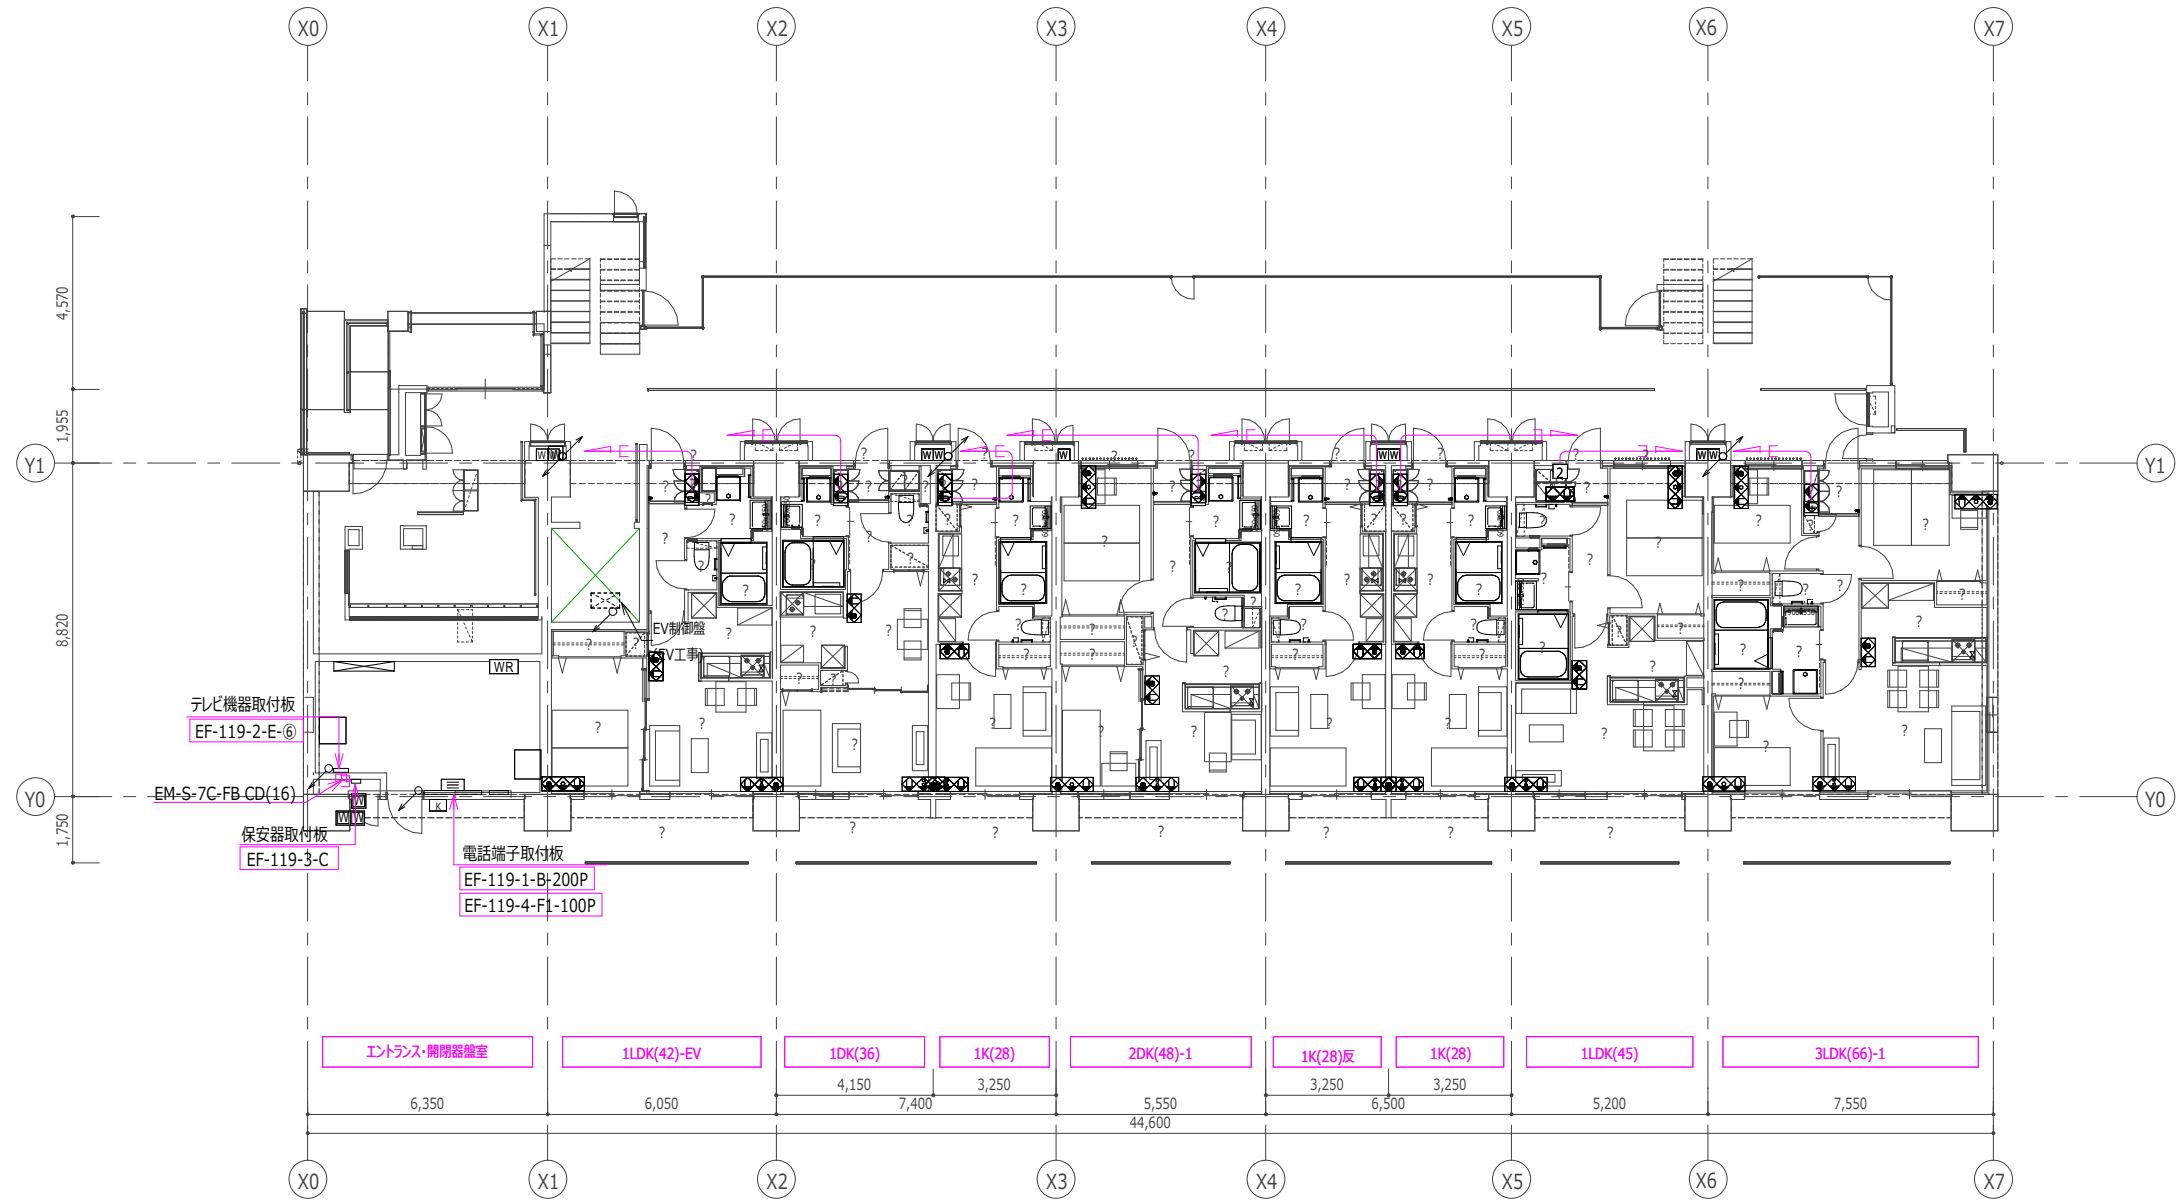 X0 X1 X2 X3 X4 X5 X6 X7
4,570
1,955
8,820
1,750
Y1 Y1
Y0 Y0
W W
W W
W
W W
W W
2
EV制御盤
(EV工事)
WR
テレビ機器取付板
EF-119-2-E-⑥
EM-S-7C-FB CD(16)
K
W
W W
保安器取付板
EF-119-3-C
電話端子取付板
EF-119-1-B-200P
EF-119-4-F1-100P
エントランス・開閉器盤室 1LDK(42)-EV 1DK(36) 1K(28) 2DK(48)-1 1K(28)反 1K(28) 1LDK(45) 3LDK(66)-1
4,150 3,250 3,250 3,250
6,350 6,050 7,400 5,550 6,500 5,200 7,550
44,600
X0 X1 X2 X3 X4 X5 X6 X7